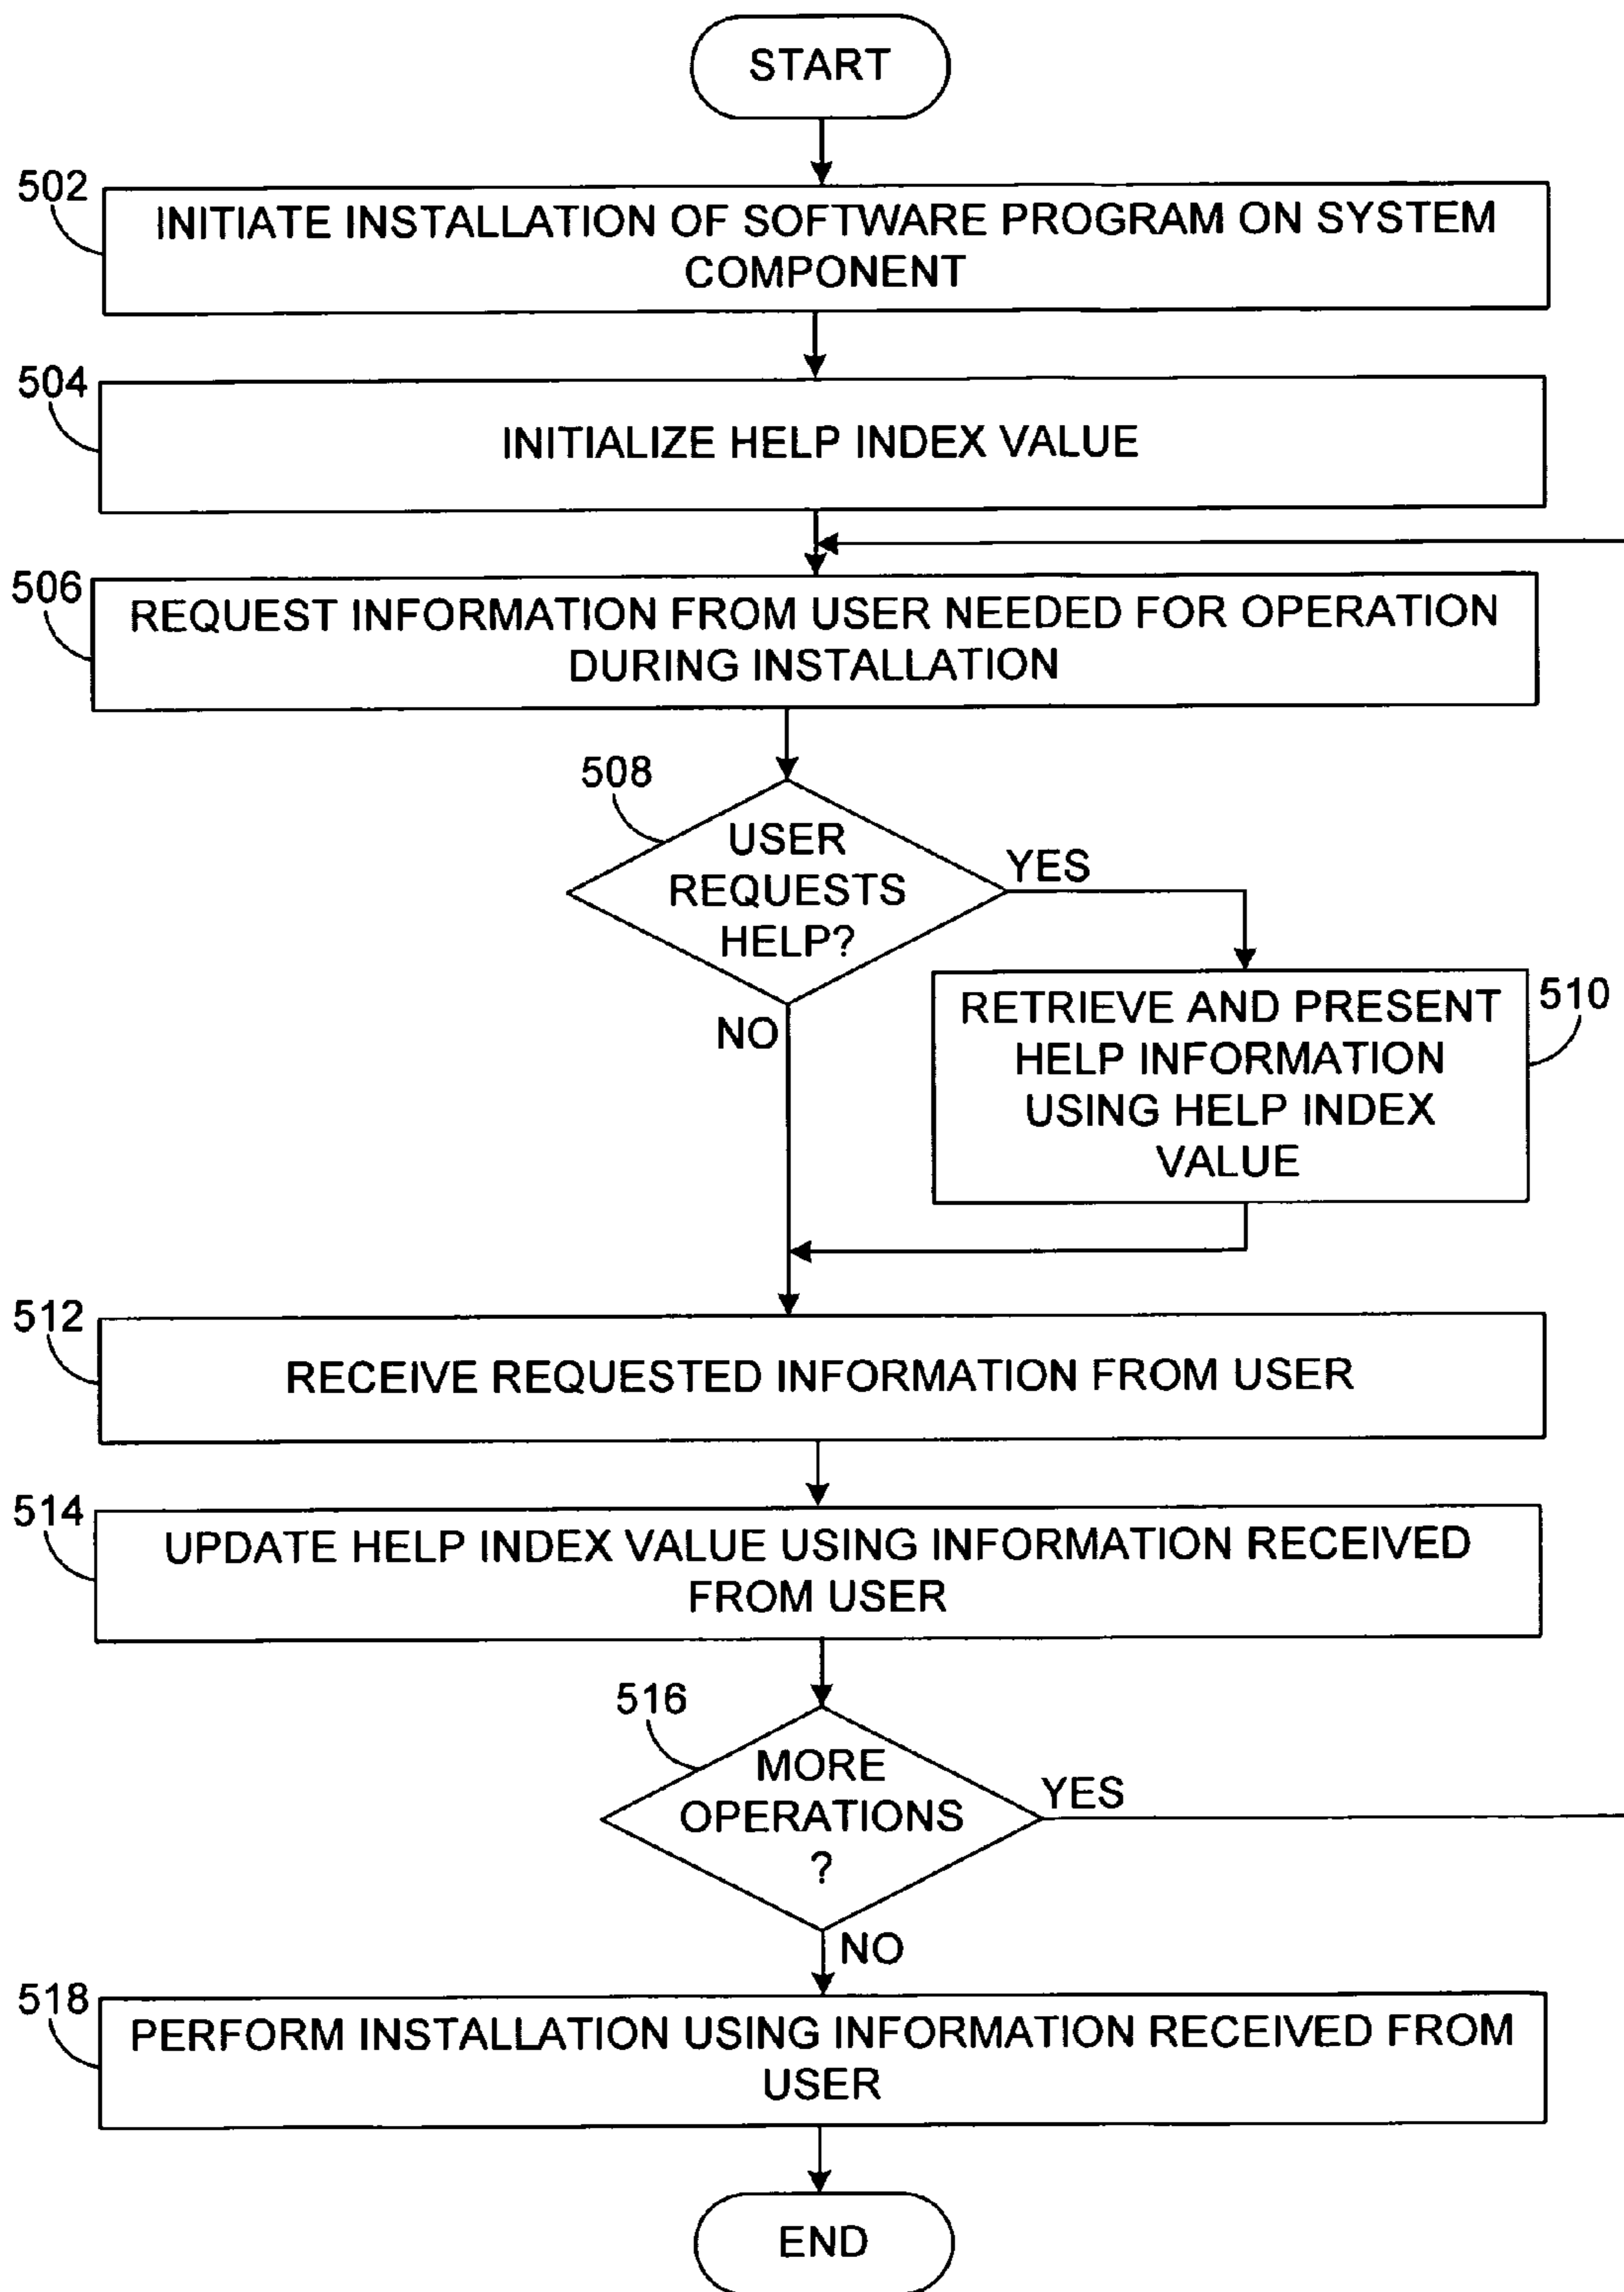 START
502
INITIATE INSTALLATION OF SOFTWARE PROGRAM ON SYSTEM
COMPONENT
504
INITIALIZE HELP INDEX VALUE
506
REQUEST INFORMATION FROM USER NEEDED FOR OPERATION
DURING INSTALLATION
508
USER
REQUESTS
HELP?
YES
NO
510
RETRIEVE AND PRESENT
HELP INFORMATION
USING HELP INDEX
VALUE
512
RECEIVE REQUESTED INFORMATION FROM USER
514
UPDATE HELP INDEX VALUE USING INFORMATION RECEIVED
FROM USER
516
MORE
OPERATIONS
?
YES
NO
518
PERFORM INSTALLATION USING INFORMATION RECEIVED FROM
USER
END